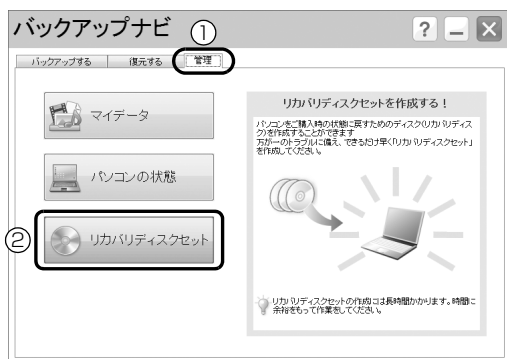 バックアップナビ
①
? － ×
バックアップする 復元する 管理
マイデータ
パソコンの状態
②
リカバリディスクセット
リカバリディスクセットを作成する！
パソコンをご購入時の状態に戻すためのディスク(リカバリディス
ク)を作成することができます
万が一のトラブルに備え、できるだけ早く「リカバリディスクセット」
を作成してください。
リカバリディスクセットの作成には長時間かかります。時間に
余裕をもって作業をしてください。